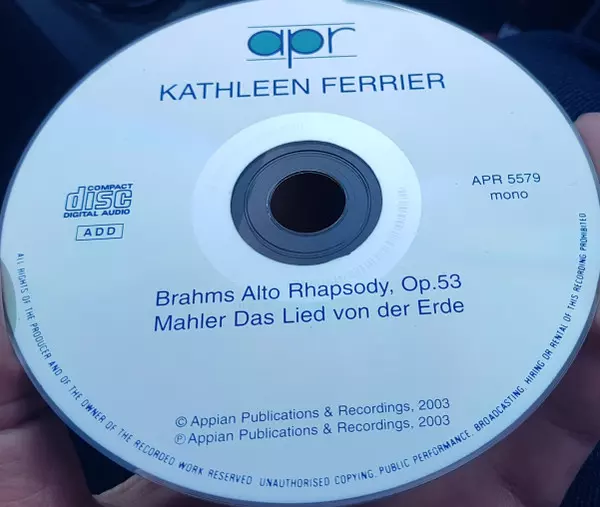 apr
KATHLEEN FERRIER
COMPACT
disc
DIGITAL AUDIO
ADD
APR 5579
mono
Brahms Alto Rhapsody, Op.53
Mahler Das Lied von der Erde
© Appian Publications & Recordings, 2003
℗ Appian Publications & Recordings, 2003
ALL RIGHTS OF THE PRODUCER AND OF THE OWNER OF THE RECORDED WORK RESERVED. UNAUTHORISED COPYING, PUBLIC PERFORMANCE, BROADCASTING, HIRING OR RENTAL OF THIS RECORDING PROHIBITED